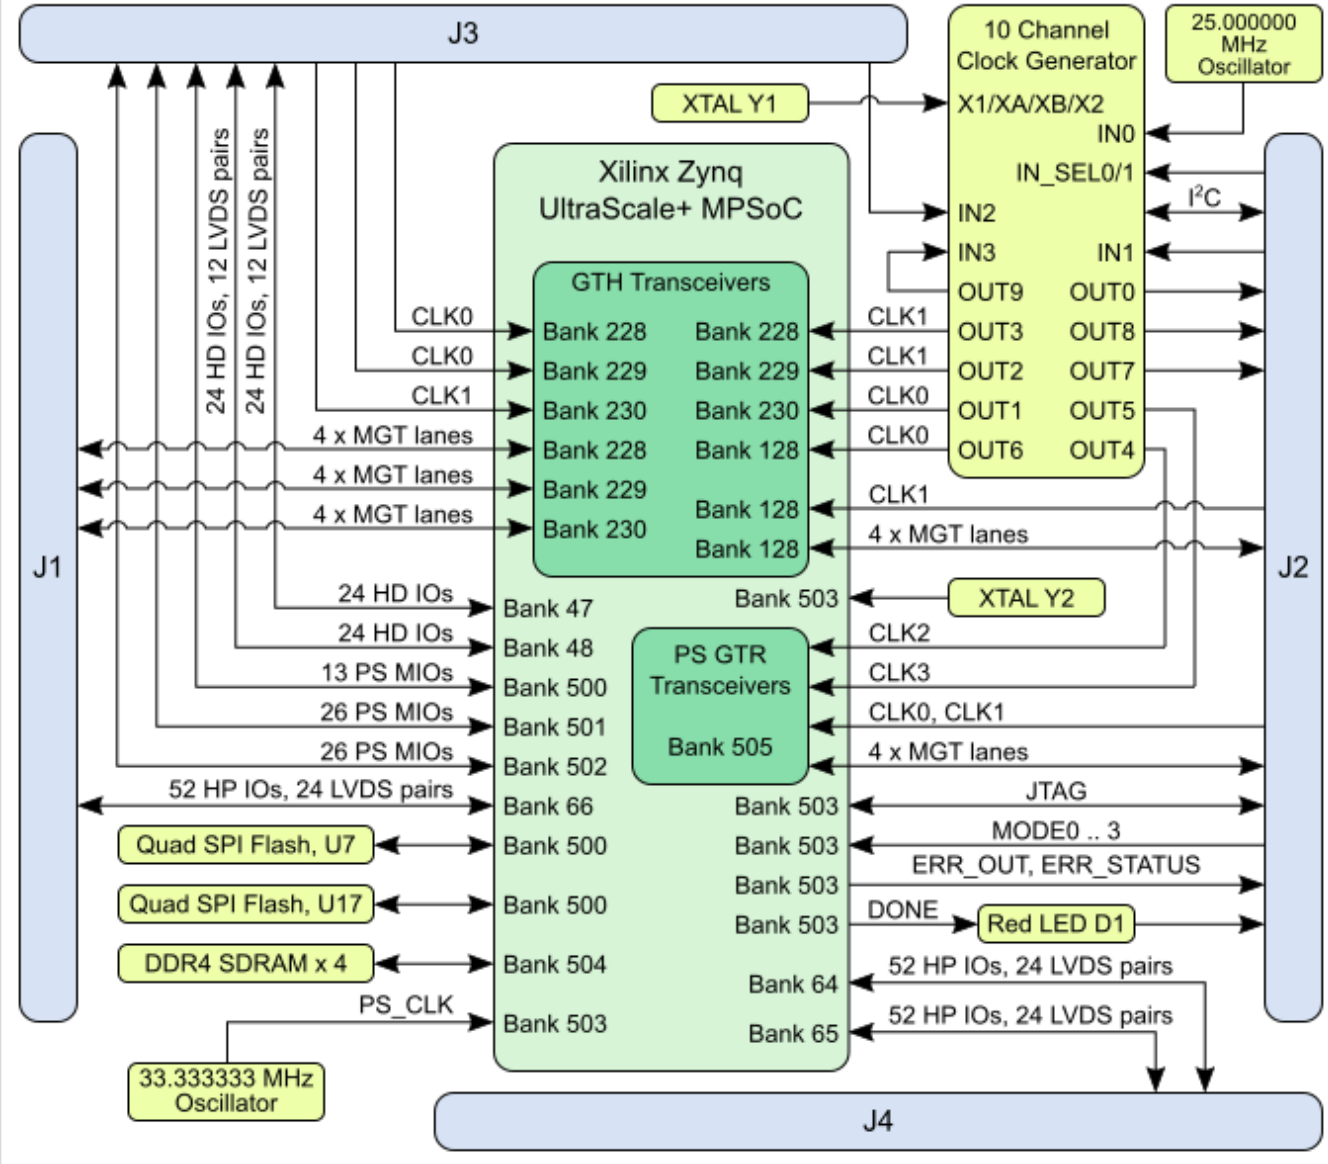 J3
10 Channel
Clock Generator
25.000000
MHz
Oscillator
XTAL Y1
X1/XA/XB/X2
IN0
IN_SEL0/1
I²C
IN2
IN3
IN1
OUT9
OUT0
OUT3
OUT8
OUT2
OUT7
OUT1
OUT5
OUT6
OUT4
24 HD IOs, 12 LVDS pairs
24 HD IOs, 12 LVDS pairs
Xilinx Zynq
UltraScale+ MPSoC
GTH Transceivers
CLK0
Bank 228
Bank 228
CLK1
CLK0
Bank 229
Bank 229
CLK1
CLK1
Bank 230
Bank 230
CLK0
4 x MGT lanes
Bank 228
Bank 128
CLK0
4 x MGT lanes
Bank 229
Bank 128
CLK1
4 x MGT lanes
Bank 230
Bank 128
4 x MGT lanes
J1
J2
24 HD IOs
Bank 47
Bank 503
XTAL Y2
24 HD IOs
Bank 48
PS GTR
Transceivers
CLK2
13 PS MIOs
Bank 500
CLK3
26 PS MIOs
Bank 501
Bank 505
CLK0, CLK1
26 PS MIOs
Bank 502
4 x MGT lanes
52 HP IOs, 24 LVDS pairs
Bank 66
Bank 503
JTAG
Quad SPI Flash, U7
Bank 500
Bank 503
MODE0 .. 3
Bank 503
ERR_OUT, ERR_STATUS
Quad SPI Flash, U17
Bank 500
Bank 503
DONE
Red LED D1
DDR4 SDRAM x 4
Bank 504
Bank 64
52 HP IOs, 24 LVDS pairs
PS_CLK
Bank 503
Bank 65
52 HP IOs, 24 LVDS pairs
33.333333 MHz
Oscillator
J4